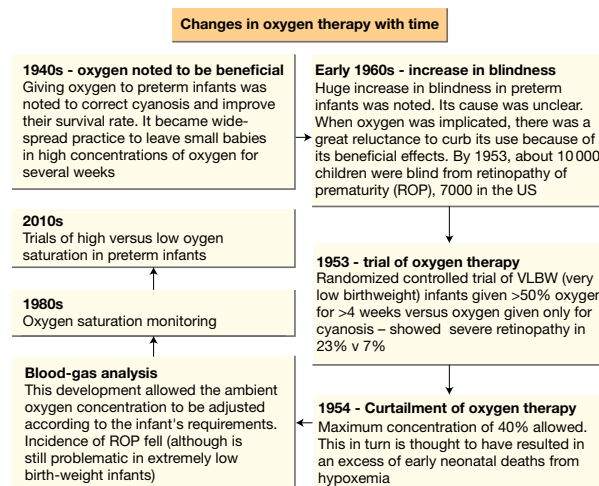 Changes in oxygen therapy with time
1940s - oxygen noted to be beneficial
Giving oxygen to preterm infants was
noted to correct cyanosis and improve
their survival rate. It became wide-
spread practice to leave small babies
in high concentrations of oxygen for
several weeks
Early 1960s - increase in blindness
Huge increase in blindness in preterm
infants was noted. Its cause was unclear.
When oxygen was implicated, there was a
great reluctance to curb its use because of
its beneficial effects. By 1953, about 10 000
children were blind from retinopathy of
prematurity (ROP), 7000 in the US
1953 - trial of oxygen therapy
Randomized controlled trial of VLBW (very
low birthweight) infants given >50% oxygen
for >4 weeks versus oxygen given only for
cyanosis – showed severe retinopathy in
23% v 7%
1954 - Curtailment of oxygen therapy
Maximum concentration of 40% allowed.
This in turn is thought to have resulted in
an excess of early neonatal deaths from
hypoxemia
Blood-gas analysis
This development allowed the ambient
oxygen concentration to be adjusted
according to the infant's requirements.
Incidence of ROP fell (although is
still problematic in extremely low
birth-weight infants)
1980s
Oxygen saturation monitoring
2010s
Trials of high versus low oygen
saturation in preterm infants